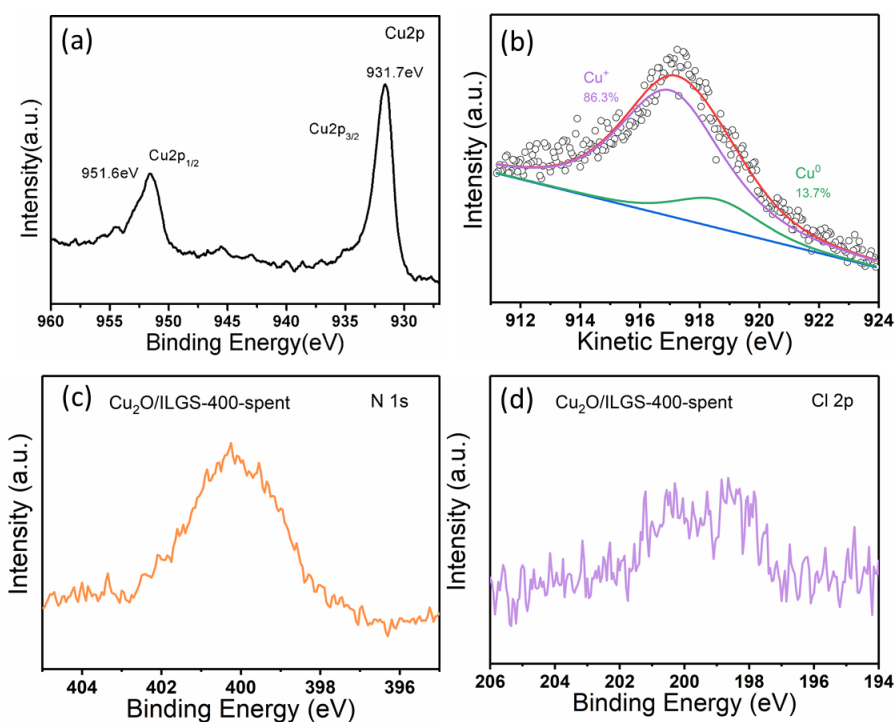 (a)
Cu2p
931.7eV
Cu2p3/2
Cu2p1/2
951.6eV
Intensity(a.u.)
960 955 950 945 940 935 930
Binding Energy(eV)
(b)
Cu+
86.3%
Cu0
13.7%
Intensity (a.u.)
912 914 916 918 920 922 924
Kinetic Energy (eV)
(c)
Cu2O/ILGS-400-spent
N 1s
Intensity (a.u.)
404 402 400 398 396
Binding Energy (eV)
(d)
Cu2O/ILGS-400-spent
Cl 2p
Intensity (a.u.)
206 204 202 200 198 196 194
Binding Energy (eV)